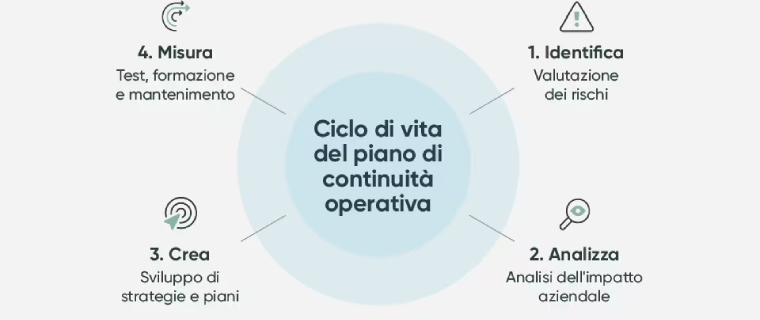 4. Misura
Test, formazione
e mantenimento
1. Identifica
Valutazione
dei rischi
Ciclo di vita
del piano di
continuità
operativa
3. Crea
Sviluppo di
strategie e piani
2. Analizza
Analisi dell'impatto
aziendale